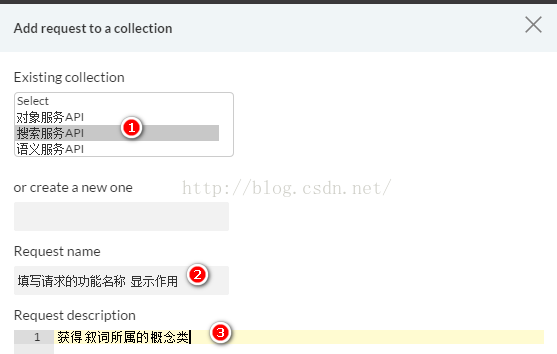 Add request to a collection
Existing collection
Select
对象服务API
搜索服务API
1
语义服务API
http://blog.csdn.net/
or create a new one
Request name
填写请求的功能名称 显示作用
2
Request description
3
1 获得叙词所属的概念类